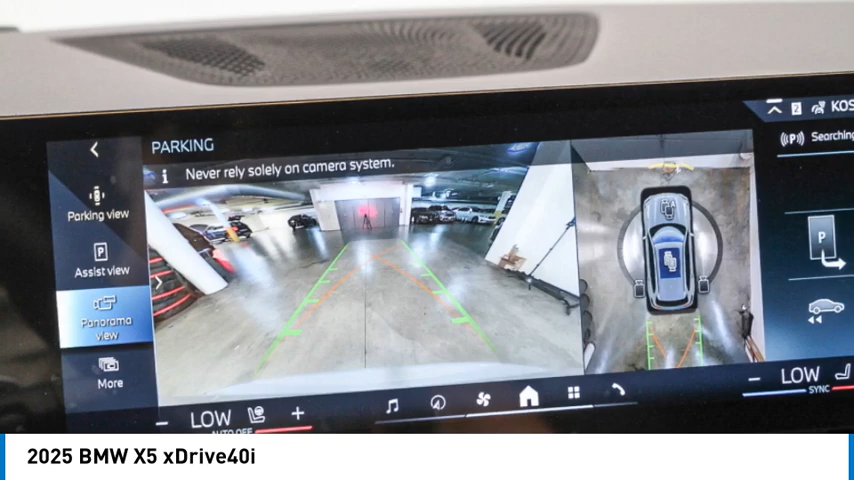 PARKING
Never rely solely on camera system.
Parking view
P
Assist view
Panorama
view
More
2 KOS
((P)) Searching
P
- LOW +
AUTO OFF
- LOW
SYNC
2025 BMW X5 xDrive40i